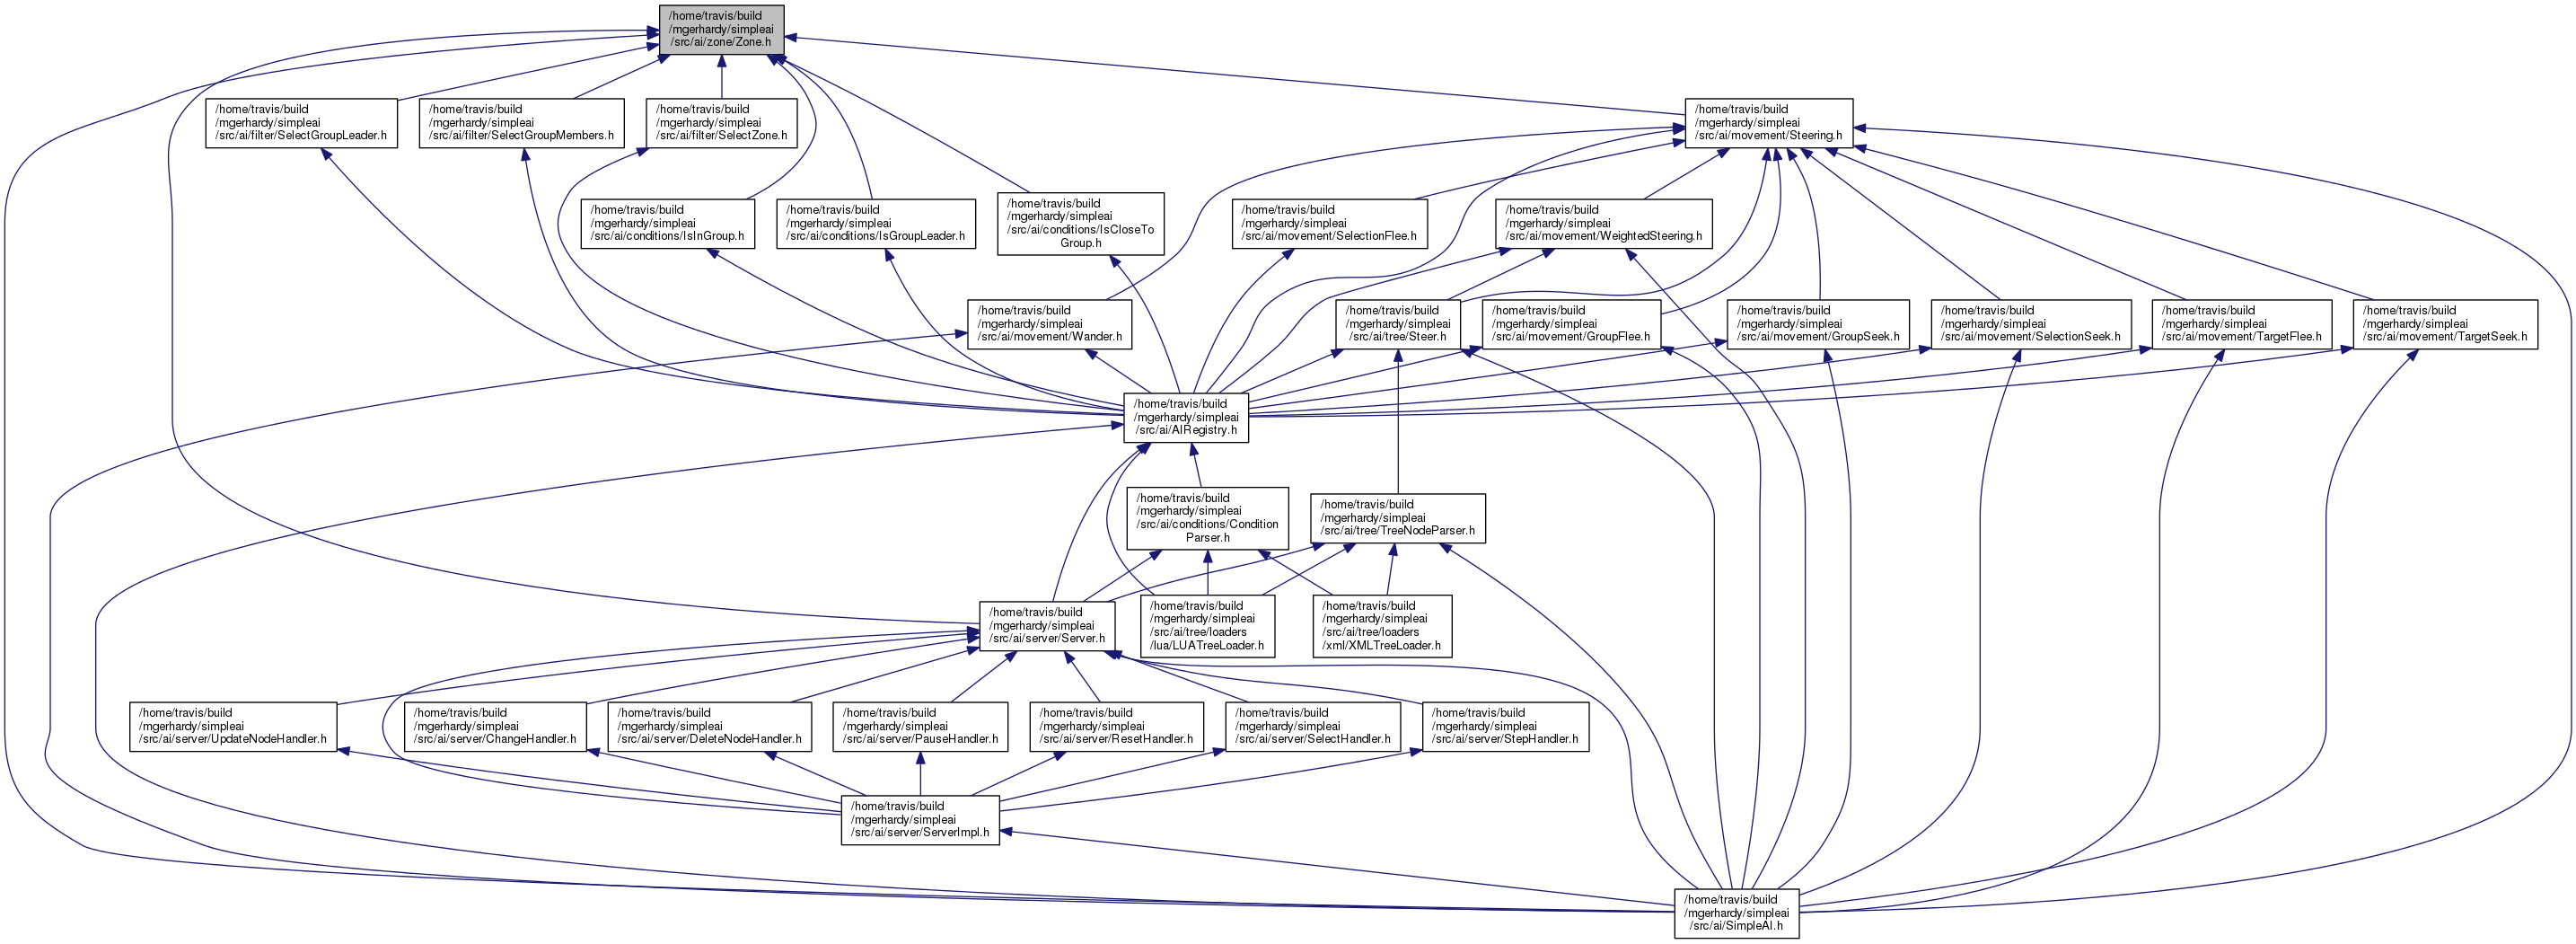 /home/travis/build
/mgerhardy/simpleai
/src/ai/zone/Zone.h
/home/travis/build
/mgerhardy/simpleai
/src/ai/filter/SelectGroupLeader.h
/home/travis/build
/mgerhardy/simpleai
/src/ai/filter/SelectGroupMembers.h
/home/travis/build
/mgerhardy/simpleai
/src/ai/filter/SelectZone.h
/home/travis/build
/mgerhardy/simpleai
/src/ai/movement/Steering.h
/home/travis/build
/mgerhardy/simpleai
/src/ai/conditions/IsInGroup.h
/home/travis/build
/mgerhardy/simpleai
/src/ai/conditions/IsGroupLeader.h
/home/travis/build
/mgerhardy/simpleai
/src/ai/conditions/IsCloseTo
Group.h
/home/travis/build
/mgerhardy/simpleai
/src/ai/movement/SelectionFlee.h
/home/travis/build
/mgerhardy/simpleai
/src/ai/movement/WeightedSteering.h
/home/travis/build
/mgerhardy/simpleai
/src/ai/movement/Wander.h
/home/travis/build
/mgerhardy/simpleai
/src/ai/tree/Steer.h
/home/travis/build
/mgerhardy/simpleai
/src/ai/movement/GroupFlee.h
/home/travis/build
/mgerhardy/simpleai
/src/ai/movement/GroupSeek.h
/home/travis/build
/mgerhardy/simpleai
/src/ai/movement/SelectionSeek.h
/home/travis/build
/mgerhardy/simpleai
/src/ai/movement/TargetFlee.h
/home/travis/build
/mgerhardy/simpleai
/src/ai/movement/TargetSeek.h
/home/travis/build
/mgerhardy/simpleai
/src/ai/AIRegistry.h
/home/travis/build
/mgerhardy/simpleai
/src/ai/conditions/Condition
Parser.h
/home/travis/build
/mgerhardy/simpleai
/src/ai/tree/TreeNodeParser.h
/home/travis/build
/mgerhardy/simpleai
/src/ai/server/Server.h
/home/travis/build
/mgerhardy/simpleai
/src/ai/tree/loaders
/lua/LUATreeLoader.h
/home/travis/build
/mgerhardy/simpleai
/src/ai/tree/loaders
/xml/XMLTreeLoader.h
/home/travis/build
/mgerhardy/simpleai
/src/ai/server/UpdateNodeHandler.h
/home/travis/build
/mgerhardy/simpleai
/src/ai/server/ChangeHandler.h
/home/travis/build
/mgerhardy/simpleai
/src/ai/server/DeleteNodeHandler.h
/home/travis/build
/mgerhardy/simpleai
/src/ai/server/PauseHandler.h
/home/travis/build
/mgerhardy/simpleai
/src/ai/server/ResetHandler.h
/home/travis/build
/mgerhardy/simpleai
/src/ai/server/SelectHandler.h
/home/travis/build
/mgerhardy/simpleai
/src/ai/server/StepHandler.h
/home/travis/build
/mgerhardy/simpleai
/src/ai/server/ServerImpl.h
/home/travis/build
/mgerhardy/simpleai
/src/ai/SimpleAI.h